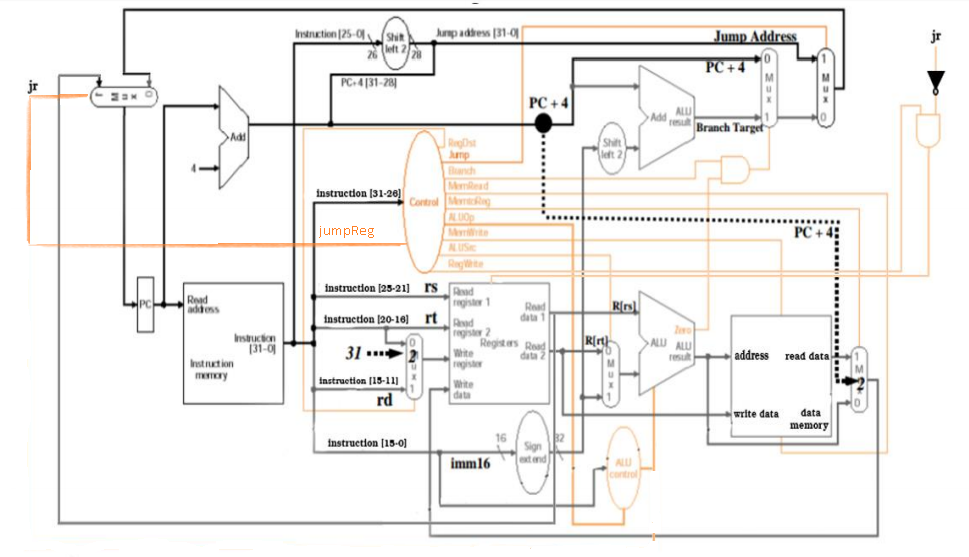 Instruction [25-0]
26
Shift
left 2
28
Jump address [31-0]
Jump Address
PC+4 [31-28]
jr
1
Mux
0
Add
4
PC + 4
PC + 4
0
Mux
1
1
Mux
0
jr
Add
ALU
result
Branch Target
Shift
left 2
RegDst
Jump
Branch
MemRead
MemtoReg
ALUOp
MemWrite
ALUSrc
RegWrite
Control
instruction [31-26]
jumpReg
PC + 4
PC
Read
address
Instruction
[31-0]
Instruction
memory
instruction [25-21]
rs
instruction [20-16]
rt
31
0
2
ux
1
instruction [15-11]
rd
Read
register 1
Read
register 2
Write
register
Write
data
Registers
Read
data 1
Read
data 2
R[rs]
R[rt]
0
Mux
1
Zero
ALU
ALU
result
address
read data
write data
data
memory
1
M
2
0
instruction [15-0]
16
imm16
Sign
extend
32
ALU
control